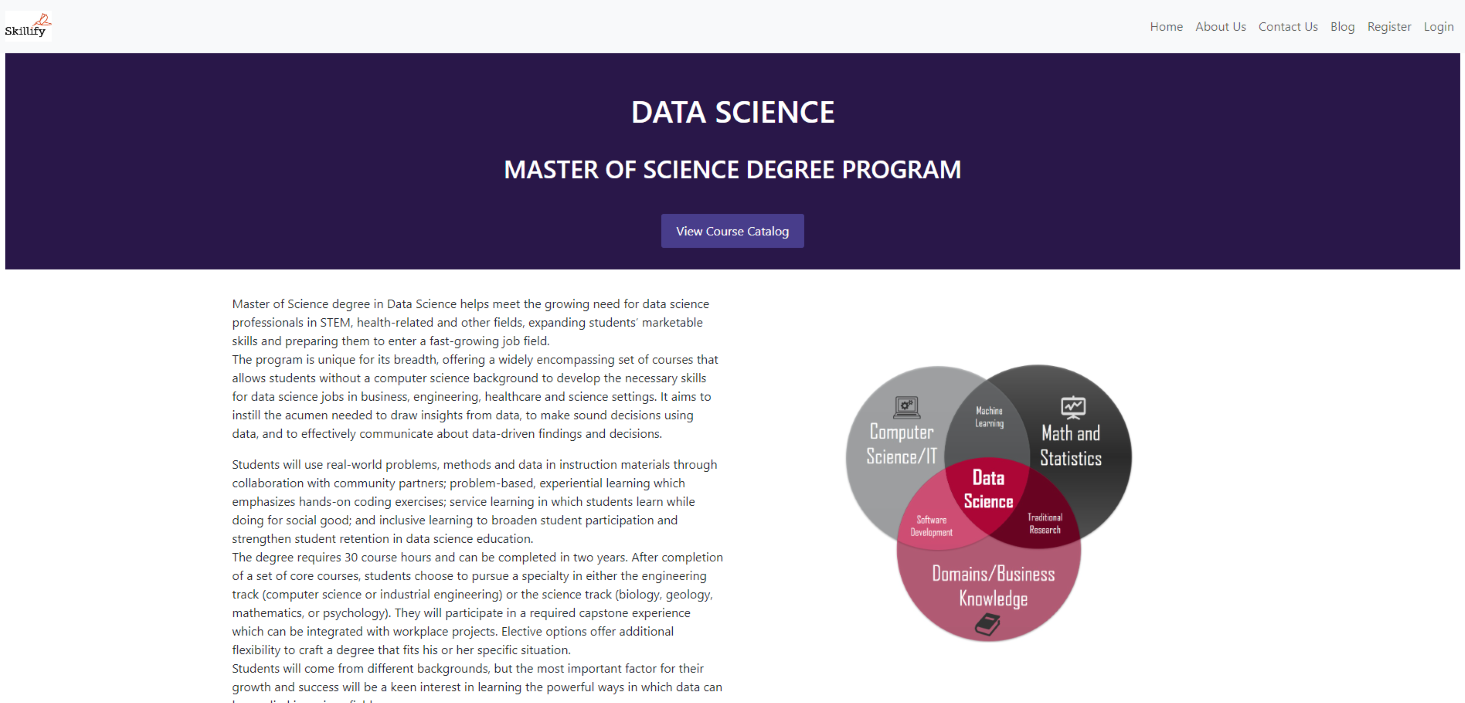 Skillify
Home About Us Contact Us Blog Register Login
DATA SCIENCE
MASTER OF SCIENCE DEGREE PROGRAM
View Course Catalog
Master of Science degree in Data Science helps meet the growing need for data science
professionals in STEM, health-related and other fields, expanding students' marketable
skills and preparing them to enter a fast-growing job field.
The program is unique for its breadth, offering a widely encompassing set of courses that
allows students without a computer science background to develop the necessary skills
for data science jobs in business, engineering, healthcare and science settings. It aims to
instill the acumen needed to draw insights from data, to make sound decisions using
data, and to effectively communicate about data-driven findings and decisions.
Students will use real-world problems, methods and data in instruction materials through
collaboration with community partners; problem-based, experiential learning which
emphasizes hands-on coding exercises; service learning in which students learn while
doing for social good; and inclusive learning to broaden student participation and
strengthen student retention in data science education.
The degree requires 30 course hours and can be completed in two years. After completion
of a set of core courses, students choose to pursue a specialty in either the engineering
track (computer science or industrial engineering) or the science track (biology, geology,
mathematics, or psychology). They will participate in a required capstone experience
which can be integrated with workplace projects. Elective options offer additional
flexibility to craft a degree that fits his or her specific situation.
Students will come from different backgrounds, but the most important factor for their
growth and success will be a keen interest in learning the powerful ways in which data can
Computer
Science/IT
Machine
Learning
Math and
Statistics
Data
Science
Software
Development
Traditional
Research
Domains/Business
Knowledge